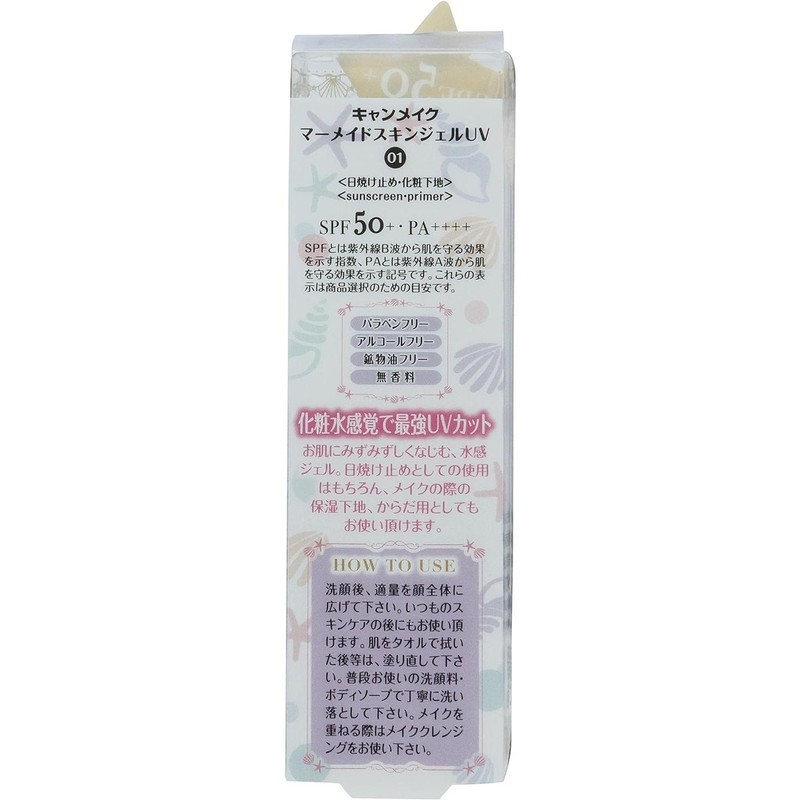 50+
キャンメイク
マーメイドスキンジェルUV
01
<日焼け止め・化粧下地>
<sunscreen・primer>
SPF50+・PA++++
SPFとは紫外線B波から肌を守る効果
を示す指数、PAとは紫外線A波から肌
を守る効果を示す記号です。これらの表
示は商品選択のための目安です。
パラベンフリー
アルコールフリー
鉱物油フリー
無香料
化粧水感覚で最強UVカット
お肌にみずみずしくなじむ、水感
ジェル。日焼け止めとしての使用
はもちろん、メイクの際の
保湿下地、からだ用としても
お使い頂けます。
HOW TO USE
洗顔後、適量を顔全体に
広げて下さい。いつものス
キンケアの後にもお使い頂
けます。肌をタオルで拭い
た後等は、塗り直して下さ
い。普段お使いの洗顔料・
ボディソープで丁寧に洗い
落として下さい。メイクを
重ねる際はメイククレンジ
ングをお使い下さい。